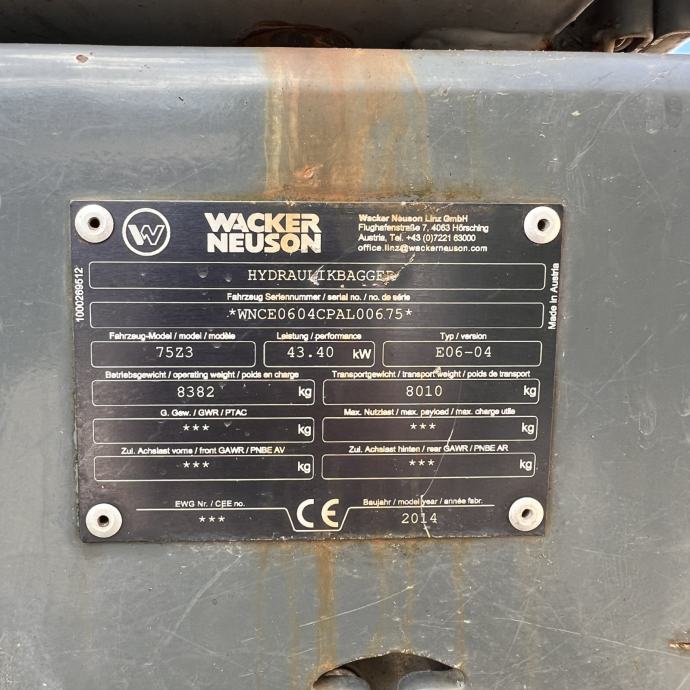 W
WACKER
NEUSON
Wacker Neuson Linz GmbH
Flughafenstraße 7, 4063 Hörsching
Austria, Tel. +43 (0)7221 63000
office.linz@wackerneuson.com
1000269512
HYDRAULIKBAGGER
Made in Austria
Fahrzeug Seriennummer / serial no. / no. de série
*WNCE0604CPAL00675*
Fahrzeug-Model / model / modèle Leistung / performance Typ / version
75Z3 43.40 kW E06-04
Betriebsgewicht / operating weight / poids en charge Transportgewicht / transport weight / poids de transport
8382 kg 8010 kg
G. Gew. / GWR / PTAC Max. Nutzlast / max. payload / max. charge utile
*** kg *** kg
Zul. Achslast vorne / front GAWR / PNBE AV Zul. Achslast hinten / rear GAWR / PNBE AR
*** kg *** kg
EWG Nr. / CEE no. CE Baujahr / model year / année fabr.
*** 2014